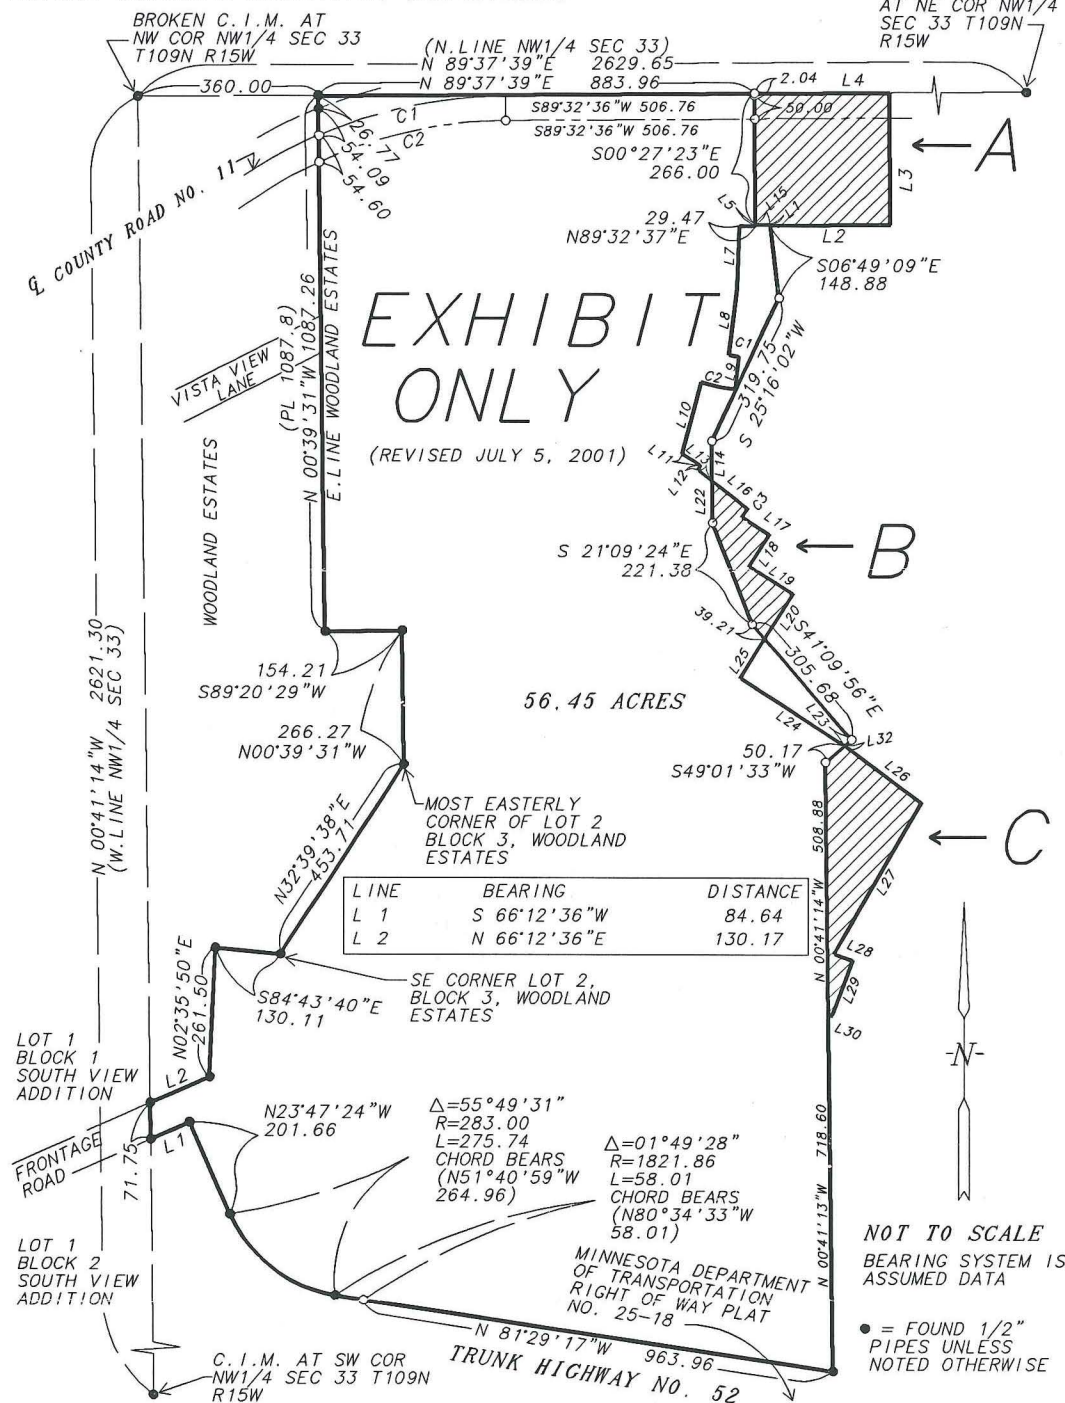 BROKEN C.I.M. AT
NW COR NW1/4 SEC 33
T109N R15W
AT NE COR NW1/4
SEC 33 T109N
R15W
(N.LINE NW1/4 SEC 33)
N 89°37'39"E 2629.65
N 89°37'39"E 883.96
360.00
2.04
L4
S89°32'36"W 506.76
50.00
S89°32'36"W 506.76
C1
C2
26.77
54.09
54.60
S00°27'23"E
266.00
A
L3
℄ COUNTY ROAD NO. 11
L5
L15
L1
L2
29.47
N89°32'37"E
L7
S06°49'09"E
148.88
EXHIBIT
ONLY
(REVISED JULY 5, 2001)
L8
C1
L9
C2
319.75
S 25°16'02"W
L10
VISTA VIEW
LANE
(PL 1087.8)
N 00°39'31"W 1087.26
E.LINE WOODLAND ESTATES
WOODLAND ESTATES
L11
L12
L13
L14
L16
C3
L17
L22
L18
L19
L20
B
S 21°09'24"E
221.38
39.21
S41°09'56"E
305.68
L25
L24
L23
L32
154.21
S89°20'29"W
56.45 ACRES
266.27
N00°39'31"W
50.17
S49°01'33"W
L26
N 00°41'14"W 2621.30
(W.LINE NW1/4 SEC 33)
MOST EASTERLY
CORNER OF LOT 2
BLOCK 3, WOODLAND
ESTATES
N32°39'38"E
453.71
C
L27
N 00°41'14"W 508.88
LINE BEARING DISTANCE
L 1 S 66°12'36"W 84.64
L 2 N 66°12'36"E 130.17
L28
L29
L30
N02°35'50"E
261.50
S84°43'40"E
130.11
SE CORNER LOT 2,
BLOCK 3, WOODLAND
ESTATES
-N-
LOT 1
BLOCK 1
SOUTH VIEW
ADDITION
L2
L1
FRONTAGE
ROAD
71.75
N23°47'24"W
201.66
Δ=55°49'31"
R=283.00
L=275.74
CHORD BEARS
(N51°40'59"W
264.96)
Δ=01°49'28"
R=1821.86
L=58.01
CHORD BEARS
(N80°34'33"W
58.01)
N 00°41'13"W 718.60
LOT 1
BLOCK 2
SOUTH VIEW
ADDITION
MINNESOTA DEPARTMENT
OF TRANSPORTATION
RIGHT OF WAY PLAT
NO. 25-18
NOT TO SCALE
BEARING SYSTEM IS
ASSUMED DATA
N 81°29'17"W 963.96
TRUNK HIGHWAY NO. 52
C.I.M. AT SW COR
NW1/4 SEC 33 T109N
R15W
● = FOUND 1/2"
PIPES UNLESS
NOTED OTHERWISE